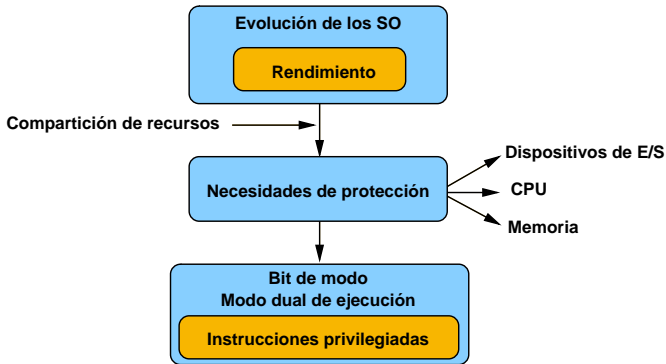 Evolución de los SO
Rendimiento
Compartición de recursos
Dispositivos de E/S
Necesidades de protección
CPU
Memoria
Bit de modo
Modo dual de ejecución
Instrucciones privilegiadas